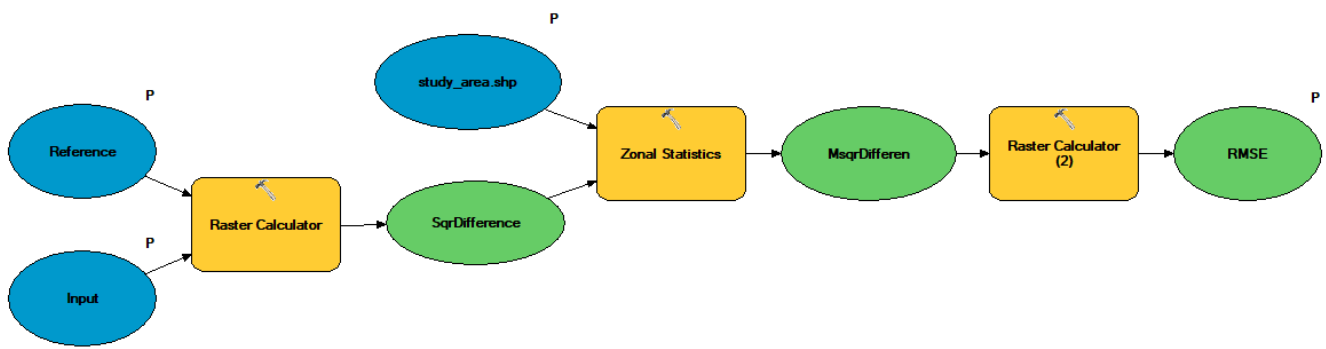 P
study_area.shp
P
Reference
P
Input
Raster Calculator
SqrDifference
Zonal Statistics
MsqrDifferen
Raster Calculator
(2)
P
RMSE